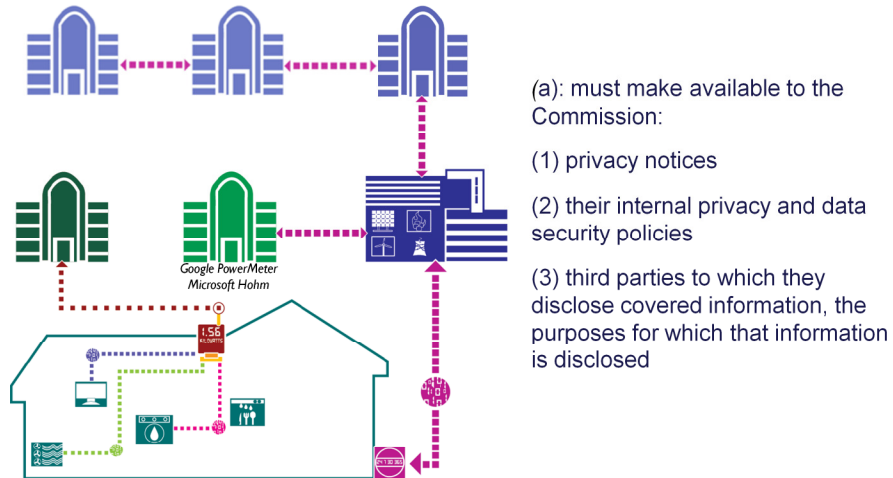 (a): must make available to the
Commission:
(1) privacy notices
(2) their internal privacy and data
security policies
(3) third parties to which they
disclose covered information, the
purposes for which that information
is disclosed
Google PowerMeter
Microsoft Hohm
1.56
KILOWATTS